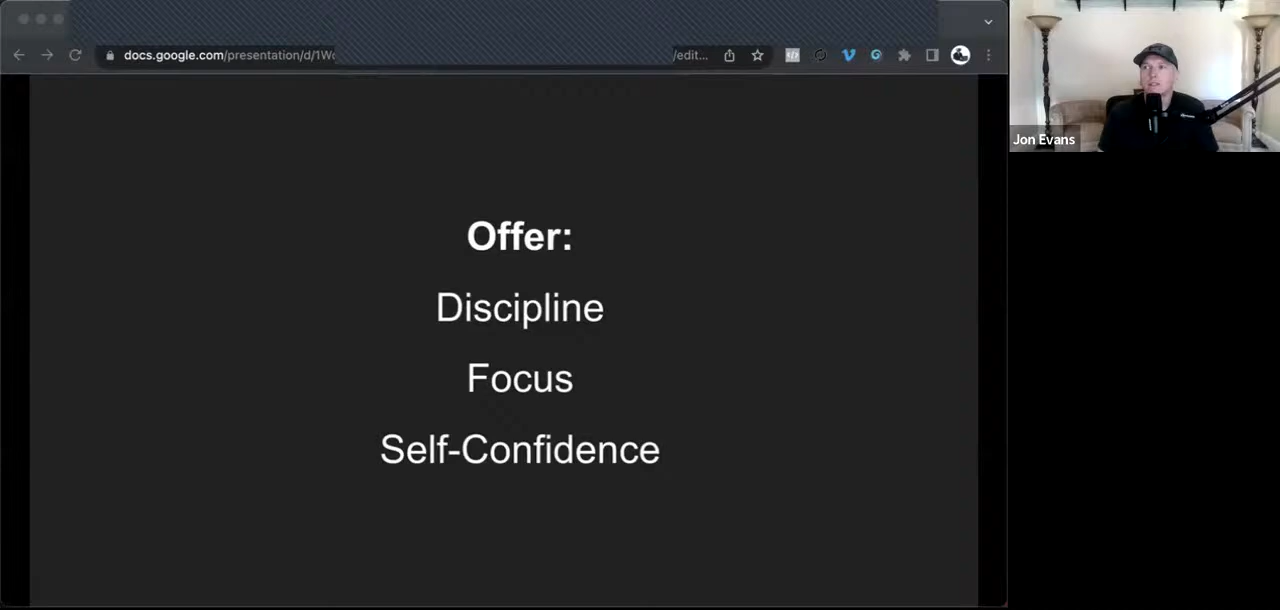 docs.google.com/presentation/d/1W
/edit...
Offer:
Discipline
Focus
Self-Confidence
Jon Evans